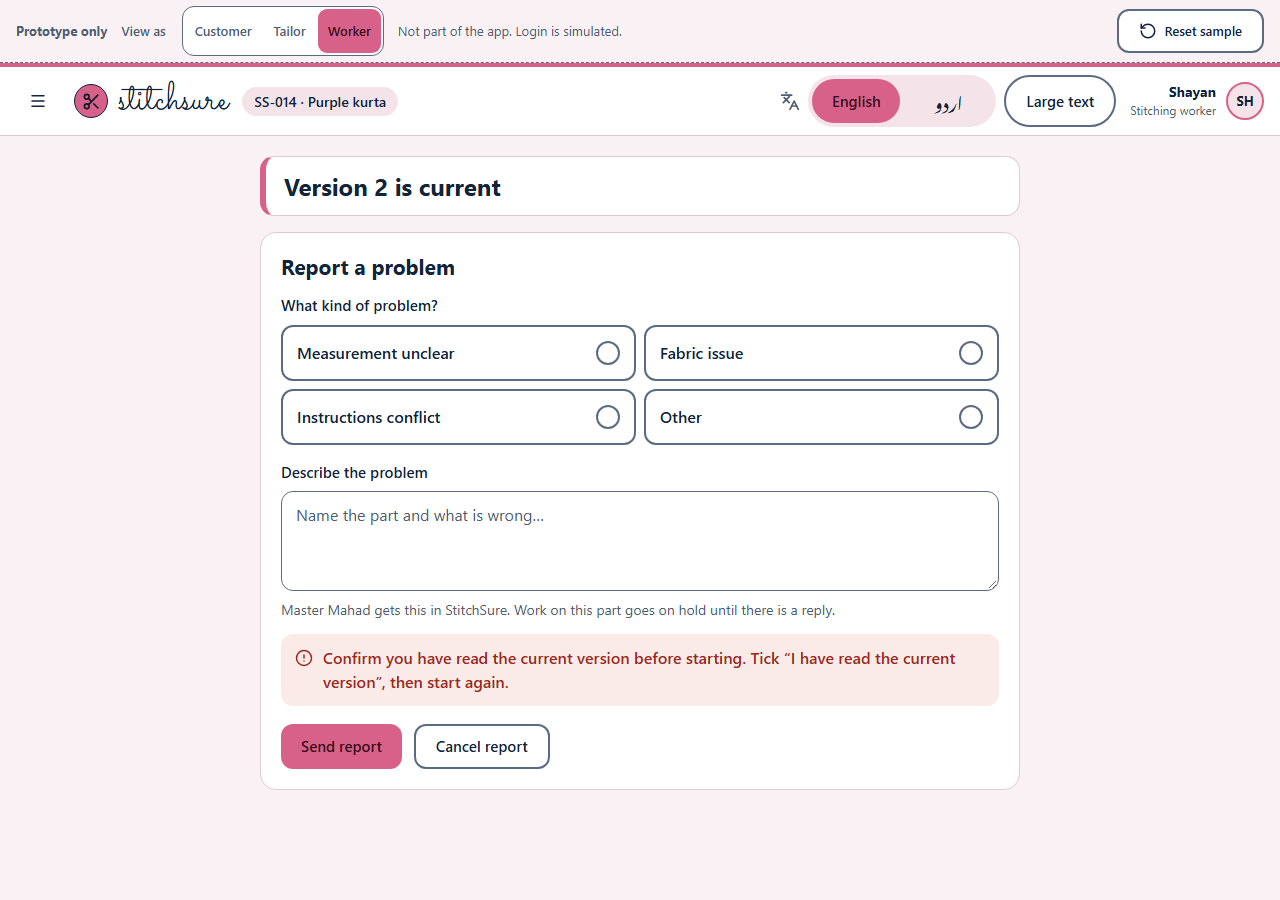 Prototype only View as Customer Tailor Worker Not part of the app. Login is simulated. Reset sample
stitchsure SS-014 · Purple kurta English اردو Large text Shayan SH
Stitching worker
Version 2 is current
Report a problem
What kind of problem?
Measurement unclear Fabric issue
Instructions conflict Other
Describe the problem
Name the part and what is wrong...
Master Mahad gets this in StitchSure. Work on this part goes on hold until there is a reply.
Confirm you have read the current version before starting. Tick “I have read the current
version”, then start again.
Send report Cancel report